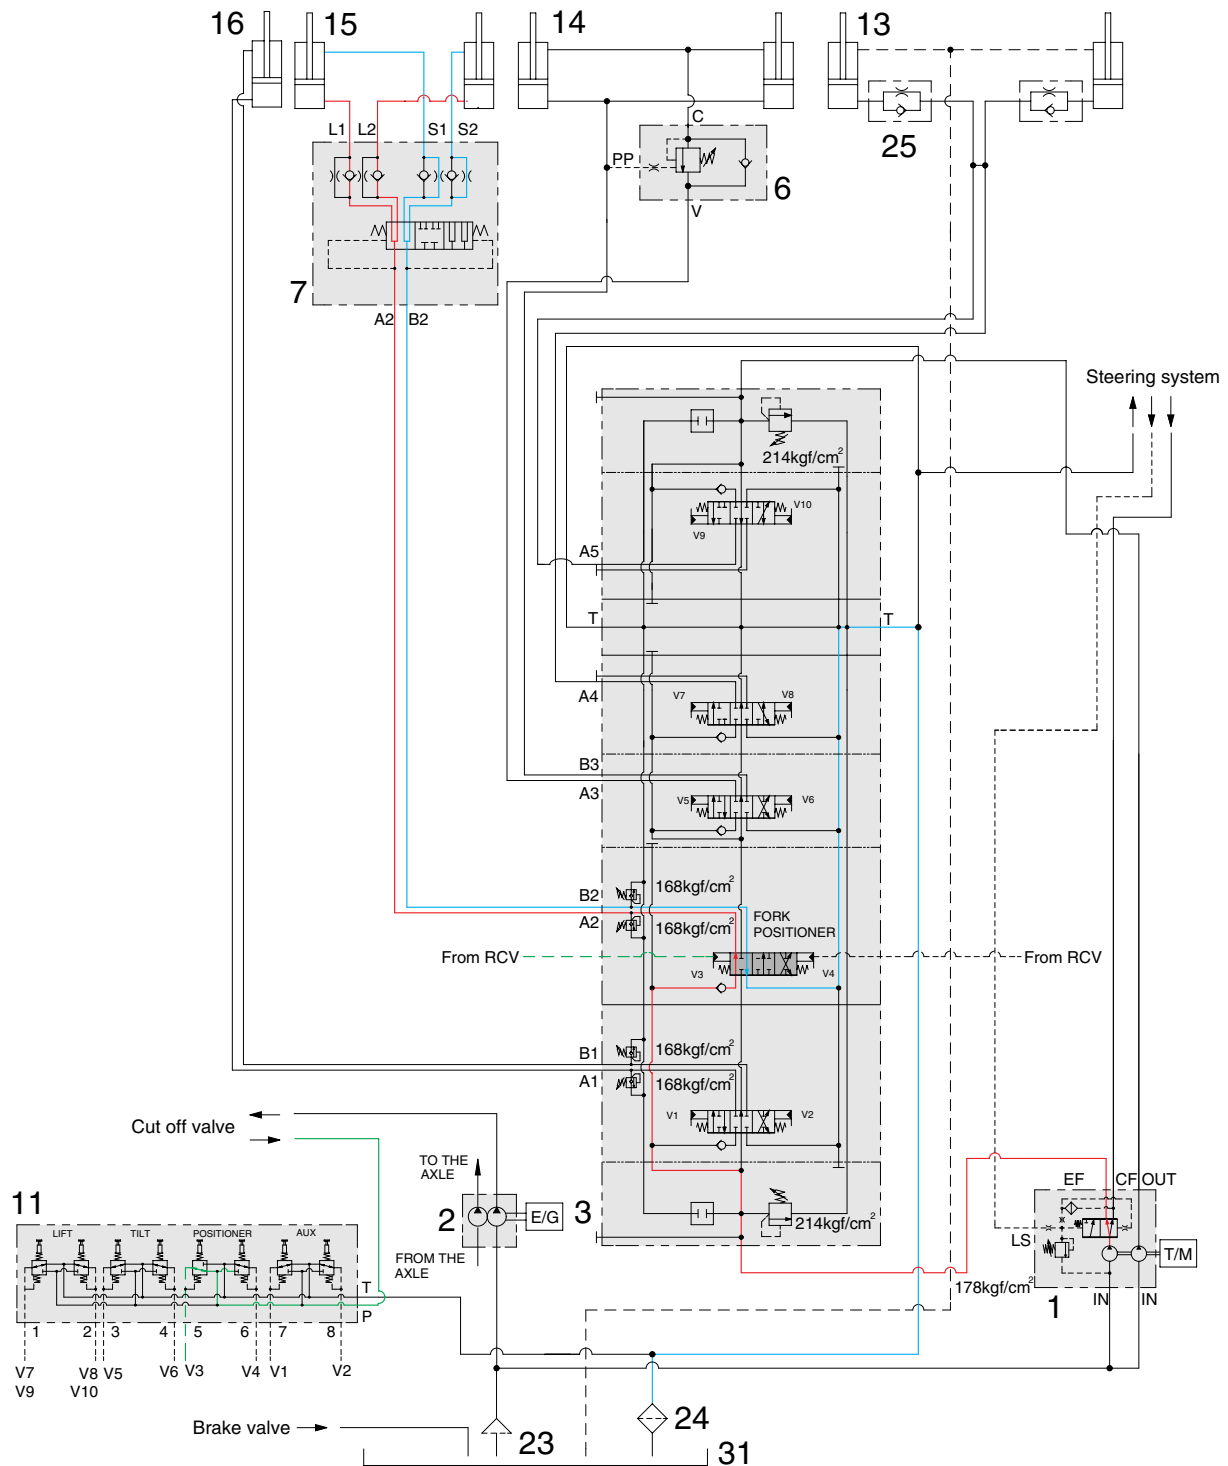 16
15
14
13
L1
L2
S1
S2
C
PP
6
25
V
7
A2
B2
Steering system
214kgf/cm2
V10
V9
A5
T
T
V7
V8
A4
B3
A3
V5
V6
B2
168kgf/cm2
FORK
POSITIONER
A2
168kgf/cm2
From RCV
V3
V4
From RCV
B1
168kgf/cm2
A1
168kgf/cm2
V1
V2
Cut off valve
TO THE
AXLE
EF
CF
OUT
11
2
E/G
3
LIFT
TILT
POSITIONER
AUX
214kgf/cm2
LS
T/M
FROM THE
AXLE
178kgf/cm2
1
IN
IN
T
P
1
2
3
4
5
6
7
8
V7
V8
V5
V6
V3
V4
V1
V2
V9
V10
Brake valve
23
24
31